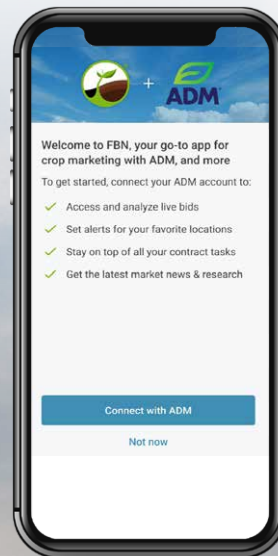 + ADM
Welcome to FBN, your go-to app for
crop marketing with ADM, and more
To get started, connect your ADM account to:
Access and analyze live bids
Set alerts for your favorite locations
Stay on top of all your contract tasks
Get the latest market news & research
Connect with ADM
Not now